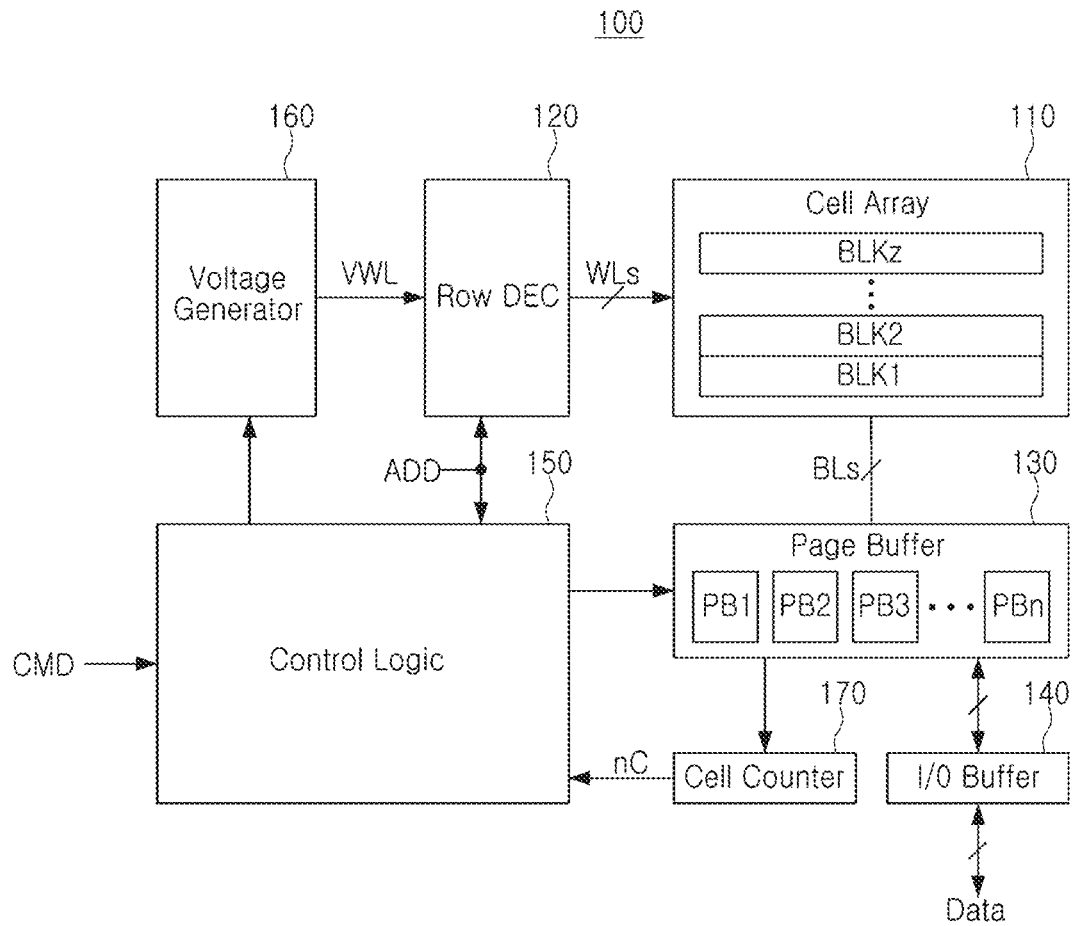 100
160
120
110
Voltage
Generator
VWL
Row DEC
WLs
Cell Array
BLKz
BLK2
BLK1
ADD
150
BLs
130
Control Logic
Page Buffer
PB1 PB2 PB3 PBn
CMD
170
140
nC
Cell Counter
I/0 Buffer
Data